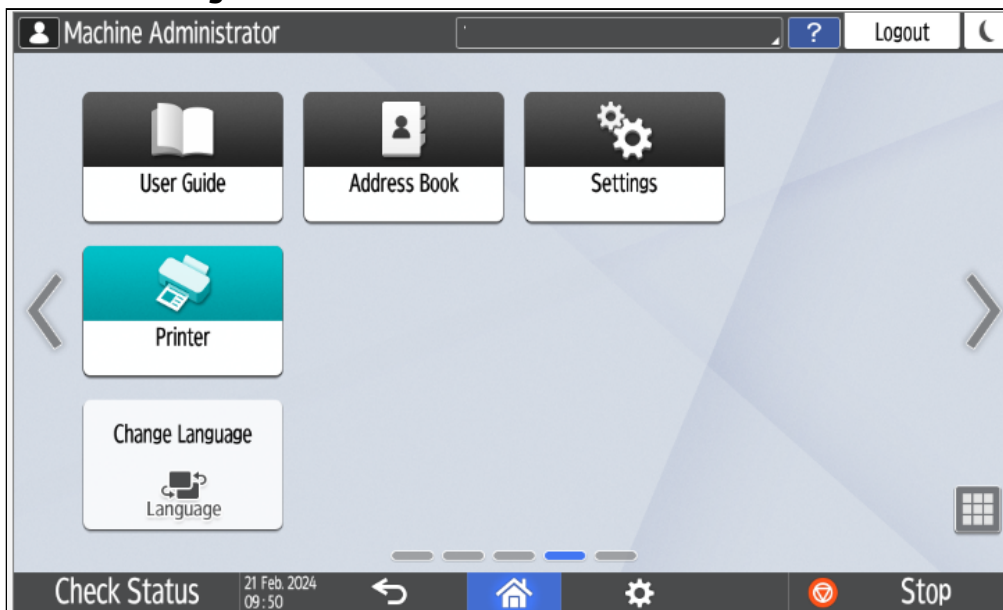 Machine Administrator
?
Logout
User Guide
Address Book
Settings
Printer
Change Language
Language
Check Status
21 Feb. 2024
09:50
Stop